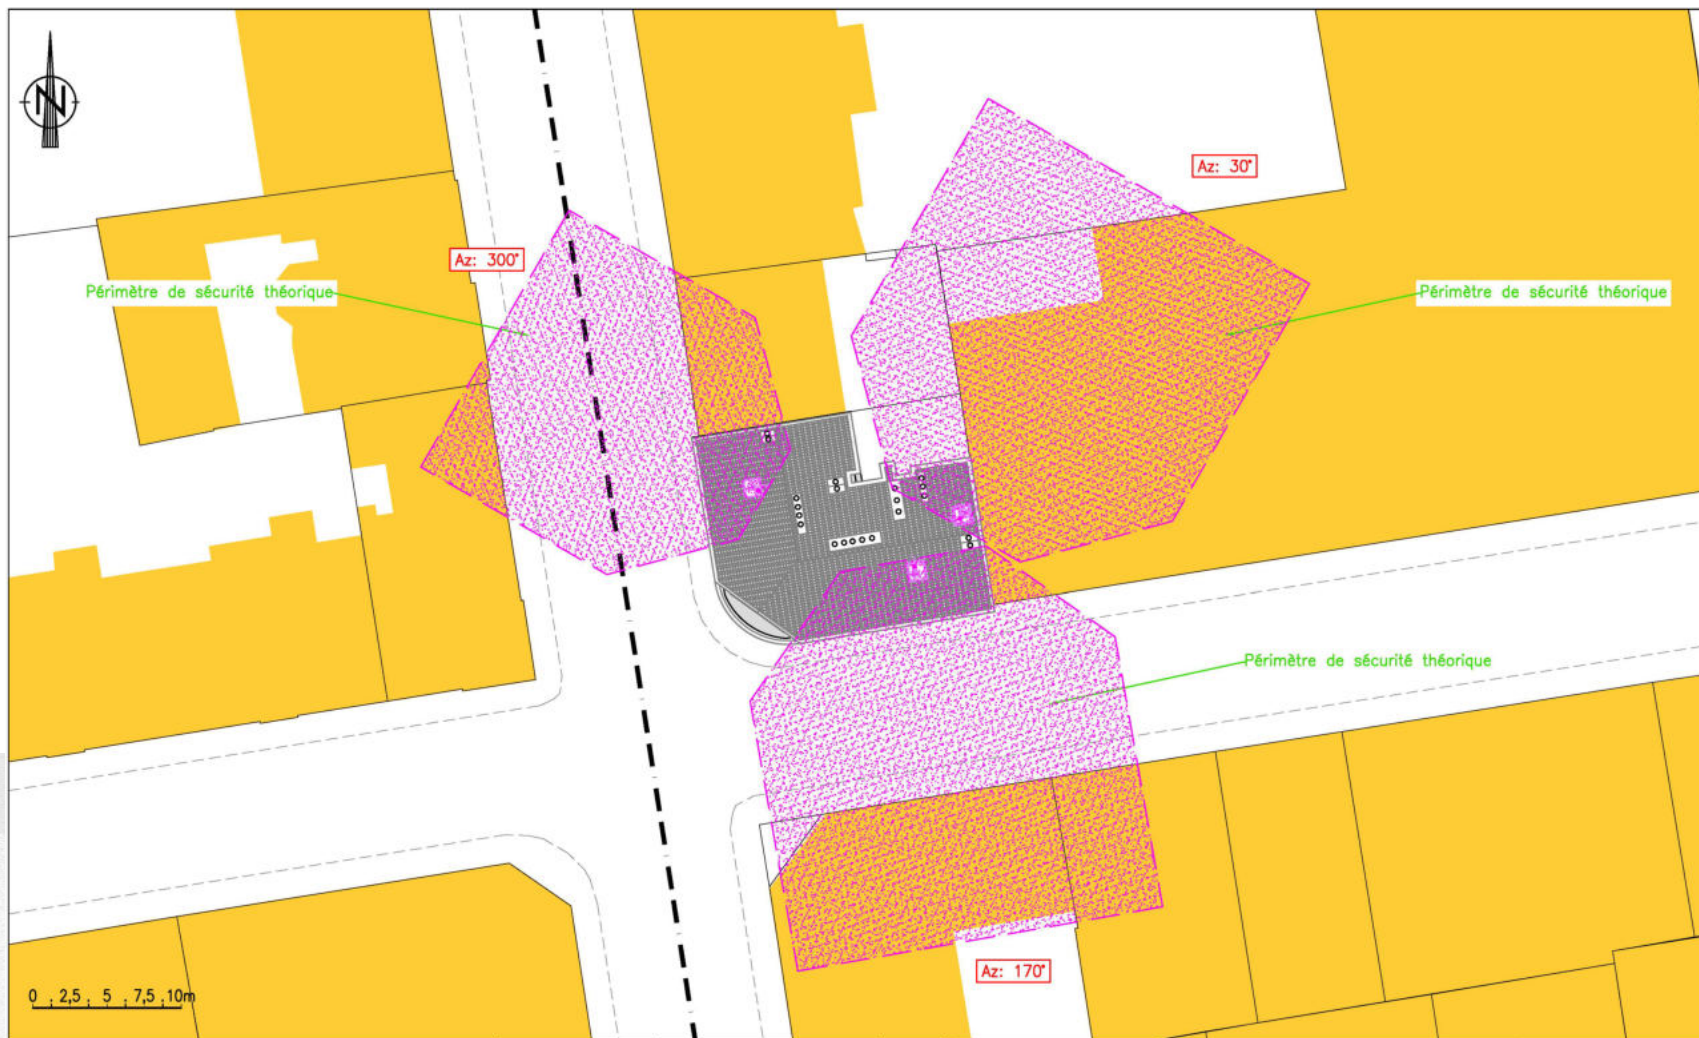 N
Az: 30°
Az: 300°
Périmètre de sécurité théorique
Périmètre de sécurité théorique
Périmètre de sécurité théorique
Az: 170°
0 2,5 5 7,5 10m